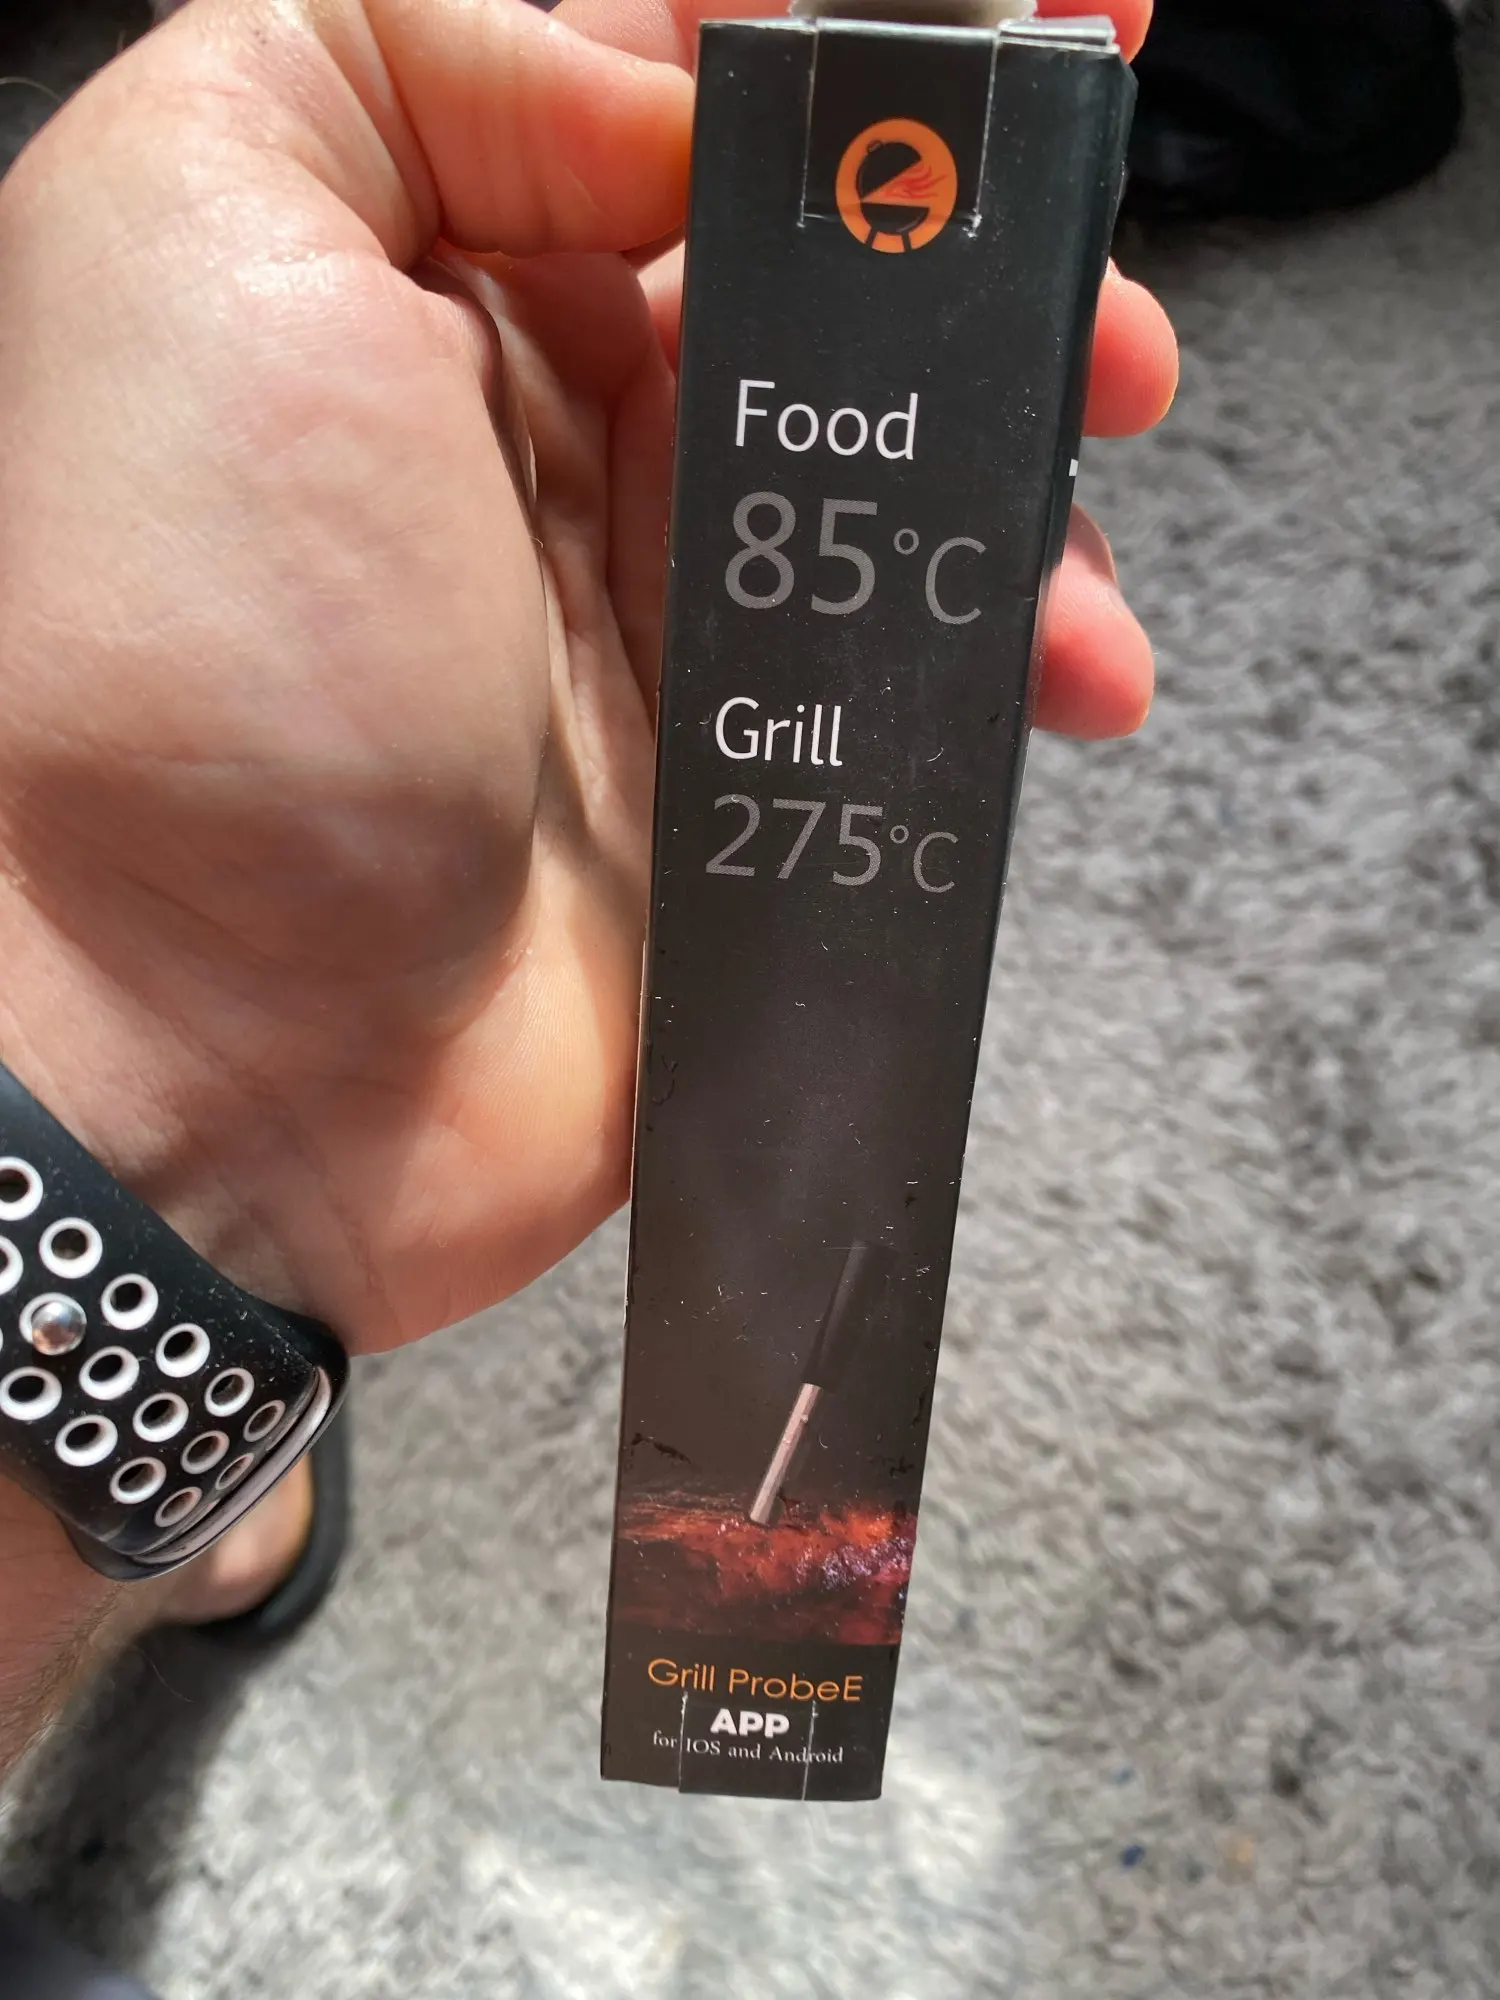 Food
85°C
Grill
275°C
Grill ProbeE
APP
for IOS and Android